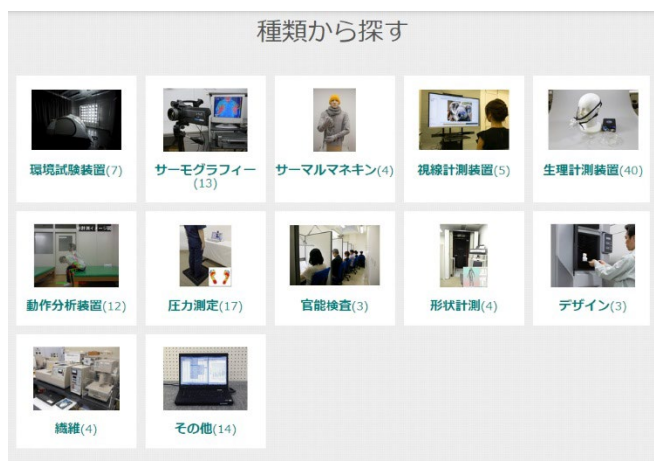 種類から探す
環境試験装置(7)
サーモグラフィー
(13)
サーマルマネキン(4)
視線計測装置(5)
生理計測装置(40)
動作分析装置(12)
圧力測定(17)
官能検査(3)
形状計測(4)
デザイン(3)
繊維(4)
その他(14)